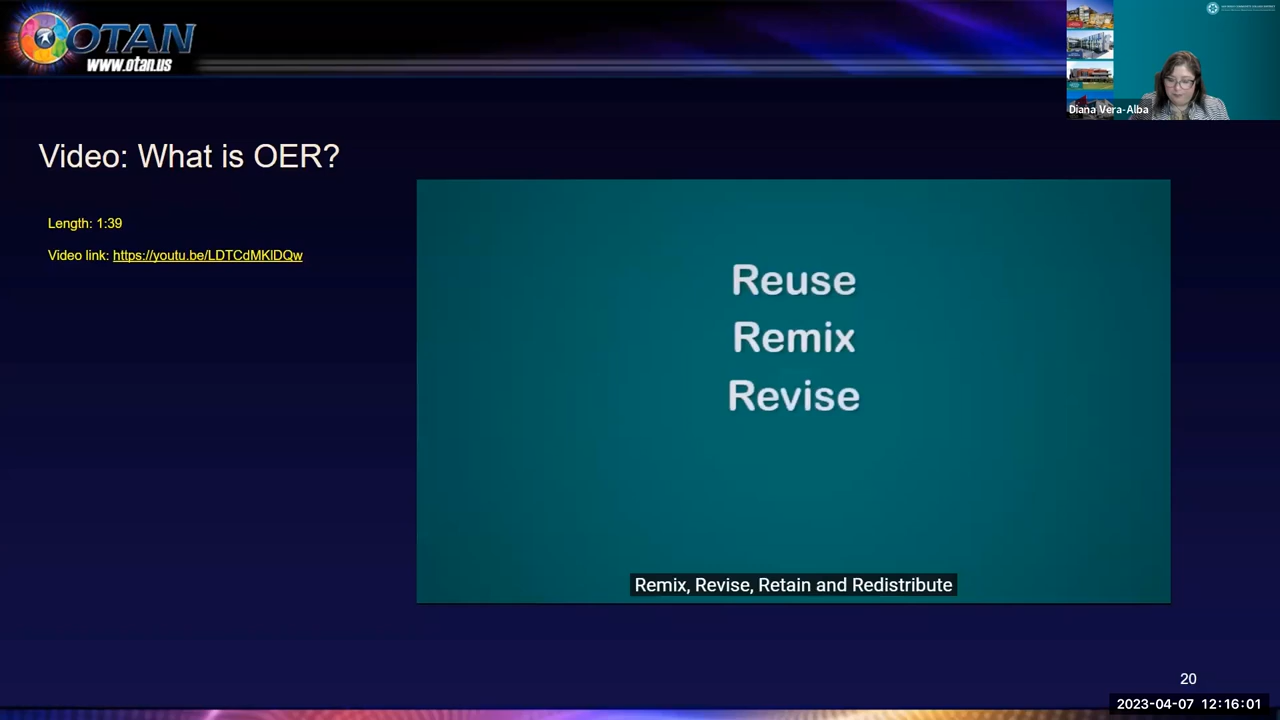 OTAN
www.otan.us
Diana Vera-Alba
Video: What is OER?
Length: 1:39
Video link: https://youtu.be/LDTCdMKlDQw
Reuse
Remix
Revise
Remix, Revise, Retain and Redistribute
20
2023-04-07 12:16:01